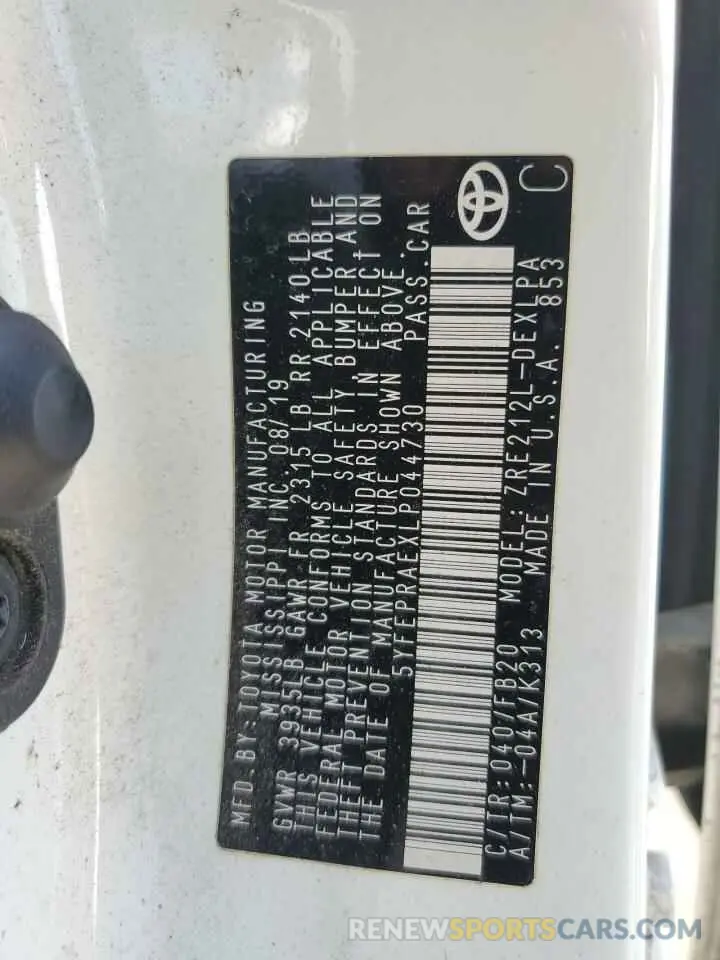 MFD. BY: TOYOTA MOTOR MANUFACTURING
MISSISSIPPI INC. 08/19
GVWR 3935LB GAWR FR 2315 LB RR 2140 LB
THIS VEHICLE CONFORMS TO ALL APPLICABLE
FEDERAL MOTOR VEHICLE SAFETY, BUMPER AND
THEFT PREVENTION STANDARDS IN EFFECT ON
THE DATE OF MANUFACTURE SHOWN ABOVE.
5YFEPRAEXLP044730 PASS. CAR
C/TR: 040/FB20 MODEL: ZRE212L-DEXLPA
A/TM:-04A/K313 MADE IN U.S.A. 853
C
RENEWSPORTSCARS.COM